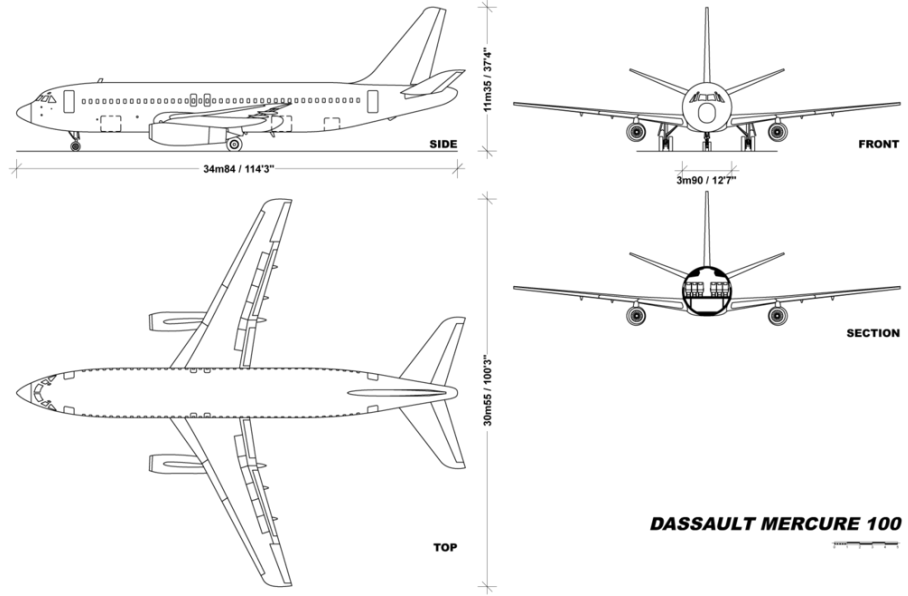 11m35 / 37'4"
SIDE
FRONT
34m84 / 114'3"
3m90 / 12'7"
30m55 / 100'3"
SECTION
DASSAULT MERCURE 100
TOP